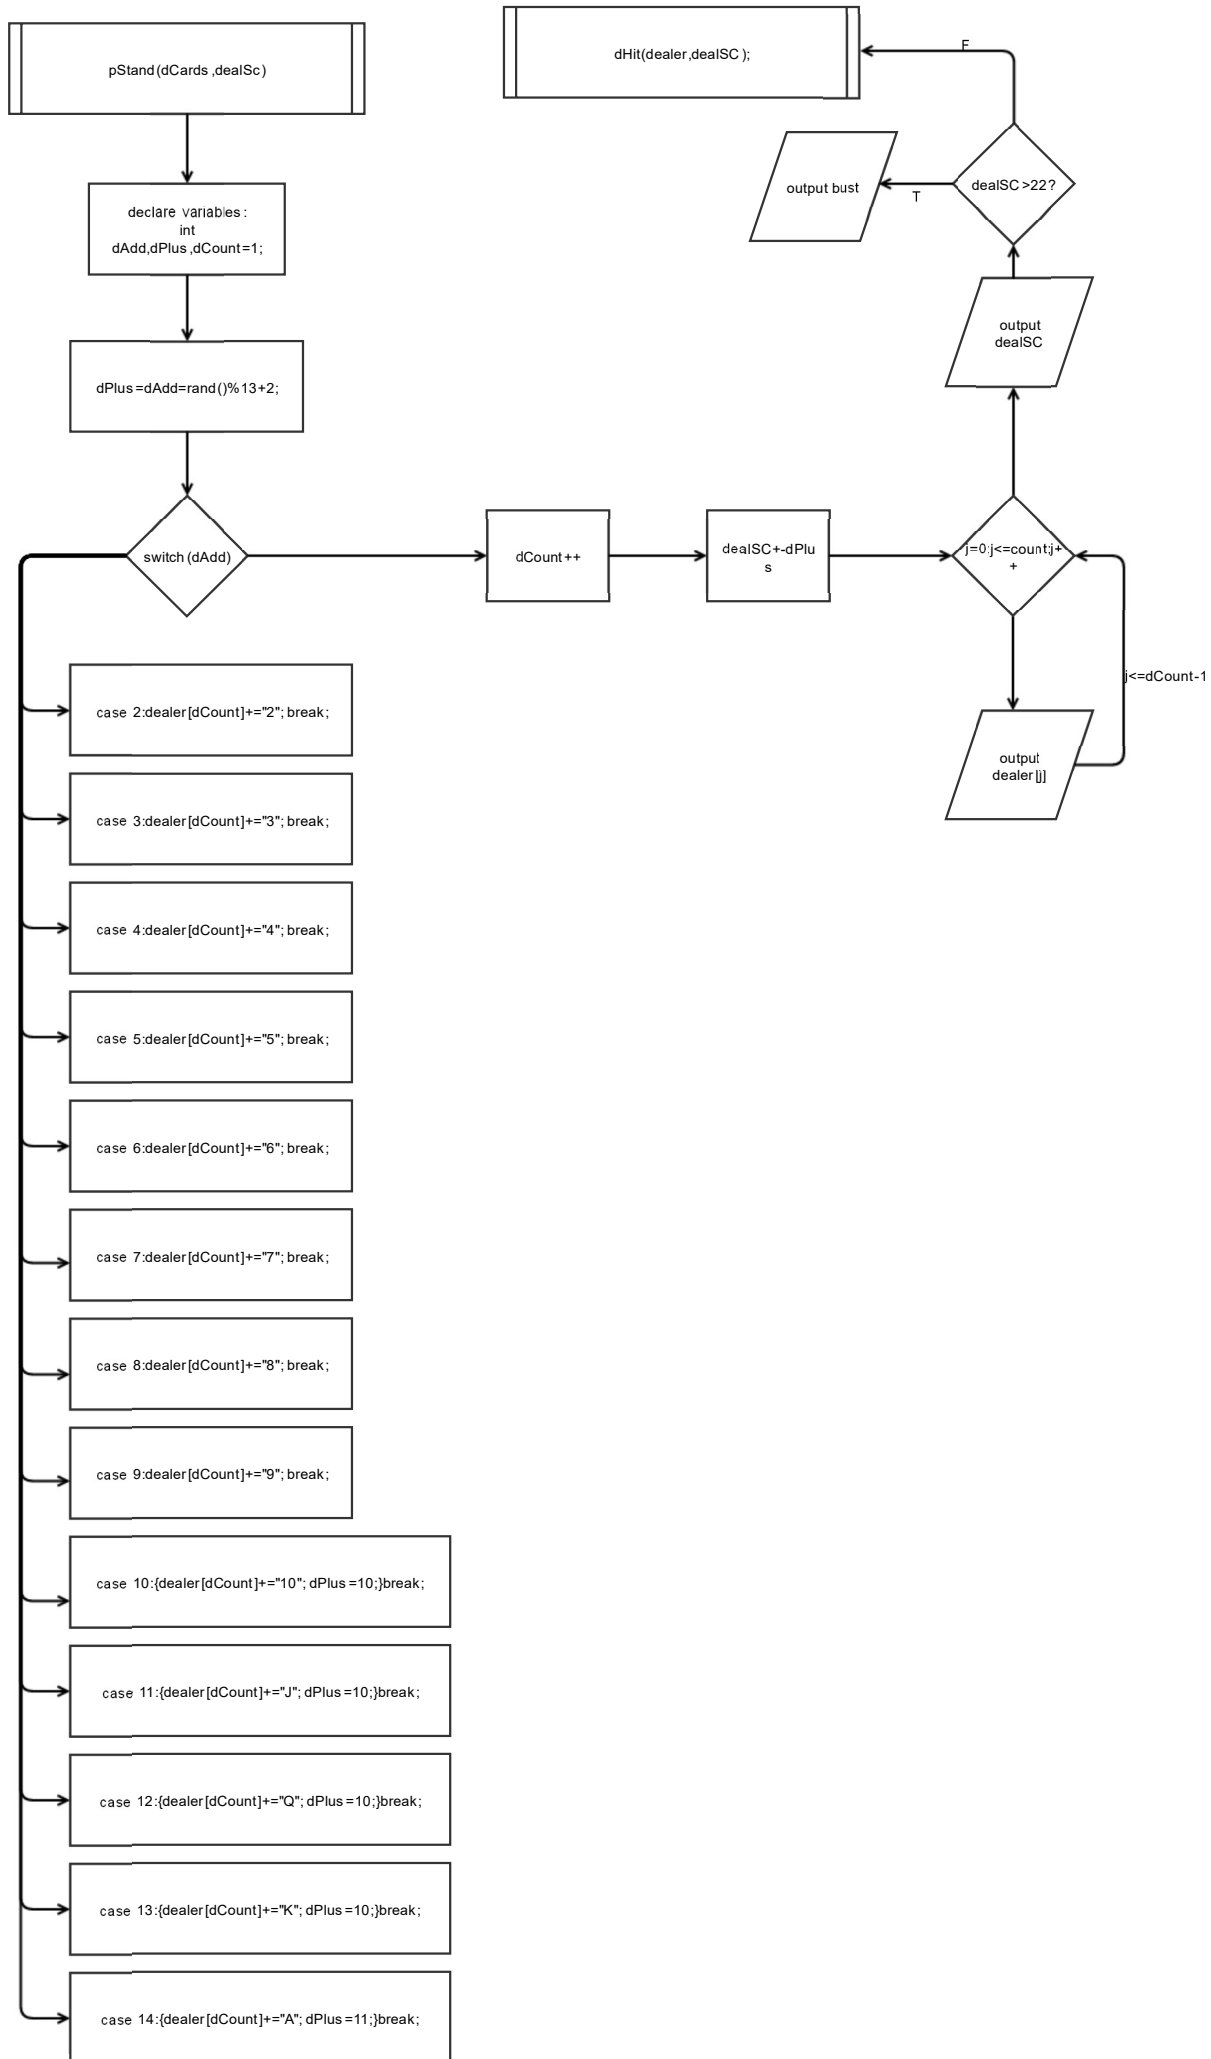 pStand(dCards,dealSc)
declare variables:
int
dAdd,dPlus,dCount=1;
dPlus=dAdd=rand()%13+2;
switch(dAdd)
case 2:dealer[dCount]+="2"; break;
case 3:dealer[dCount]+="3"; break;
case 4:dealer[dCount]+="4"; break;
case 5:dealer[dCount]+="5"; break;
case 6:dealer[dCount]+="6"; break;
case 7:dealer[dCount]+="7"; break;
case 8:dealer[dCount]+="8"; break;
case 9:dealer[dCount]+="9"; break;
case 10:{dealer[dCount]+="10"; dPlus=10;}break;
case 11:{dealer[dCount]+="J"; dPlus=10;}break;
case 12:{dealer[dCount]+="Q"; dPlus=10;}break;
case 13:{dealer[dCount]+="K"; dPlus=10;}break;
case 14:{dealer[dCount]+="A"; dPlus=11;}break;
dCount++
dealSC+-dPlu
s
j=0;j<=count;j+
+
j<=dCount-1
output
dealer[j]
output
dealSC
dealSC>22?
T
output bust
F
dHit(dealer,dealSC);